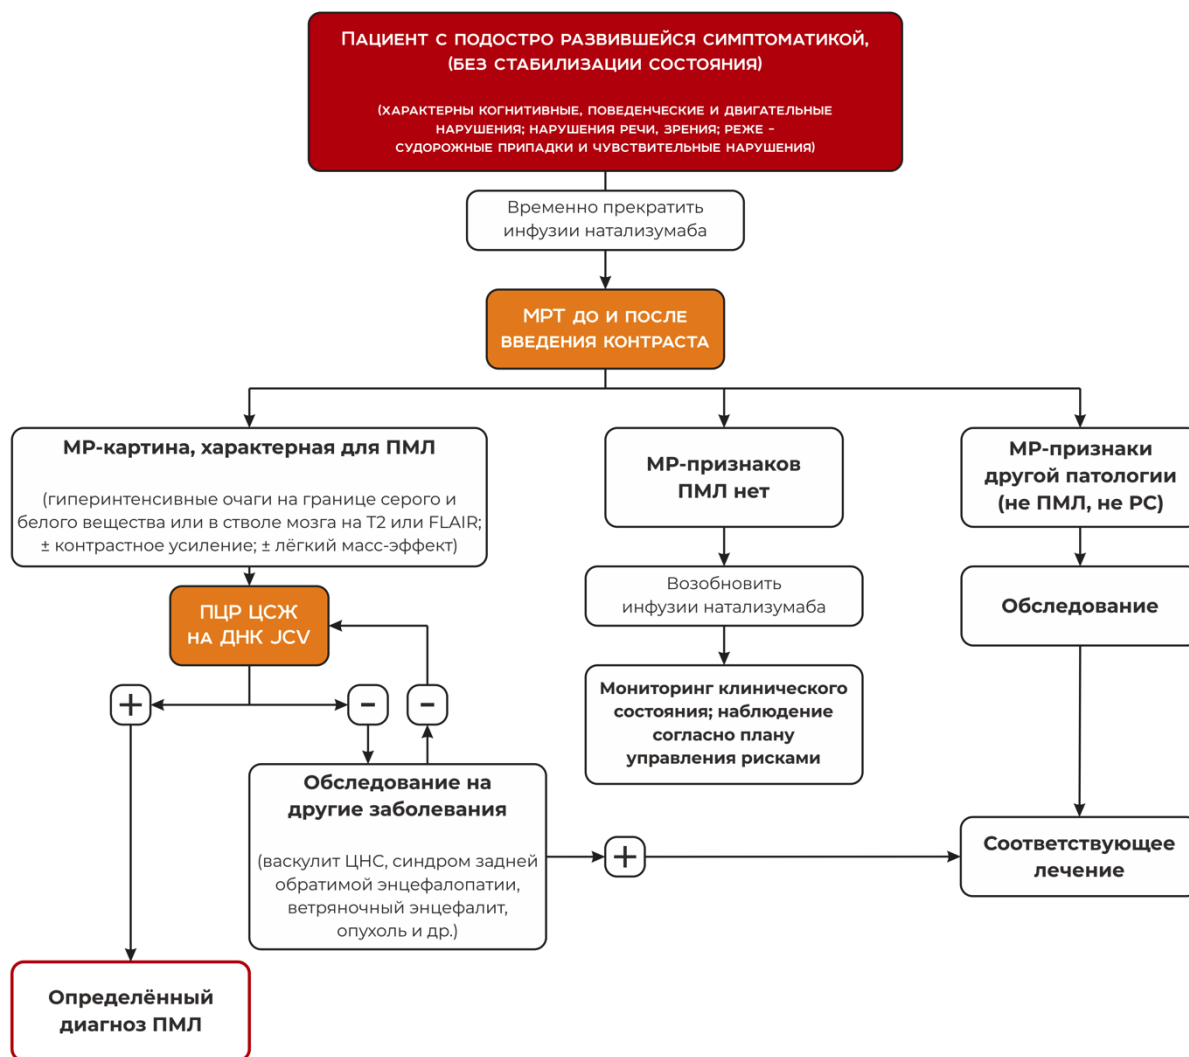 ПАЦИЕНТ С ПОДОСТРО РАЗВИВШЕЙСЯ СИМПТОМАТИКОЙ,
(БЕЗ СТАБИЛИЗАЦИИ СОСТОЯНИЯ)
(ХАРАКТЕРНЫ КОГНИТИВНЫЕ, ПОВЕДЕНЧЕСКИЕ И ДВИГАТЕЛЬНЫЕ
НАРУШЕНИЯ; НАРУШЕНИЯ РЕЧИ, ЗРЕНИЯ; РЕЖЕ –
СУДОРОЖНЫЕ ПРИПАДКИ И ЧУВСТВИТЕЛЬНЫЕ НАРУШЕНИЯ)
Временно прекратить
инфузии натализумаба
МРТ ДО И ПОСЛЕ
ВВЕДЕНИЯ КОНТРАСТА
МР-картина, характерная для ПМЛ
(гиперинтенсивные очаги на границе серого и
белого вещества или в стволе мозга на Т2 или FLAIR;
± контрастное усиление; ± лёгкий масс-эффект)
МР-признаков
ПМЛ нет
МР-признаки
другой патологии
(не ПМЛ, не РС)
ПЦР ЦСЖ
НА ДНК JCV
Возобновить
инфузии натализумаба
Обследование
+
-
-
Мониторинг клинического
состояния; наблюдение
согласно плану
управления рисками
Обследование на
другие заболевания
(васкулит ЦНС, синдром задней
обратимой энцефалопатии,
ветряночный энцефалит,
опухоль и др.)
+
Соответствующее
лечение
Определённый
диагноз ПМЛ